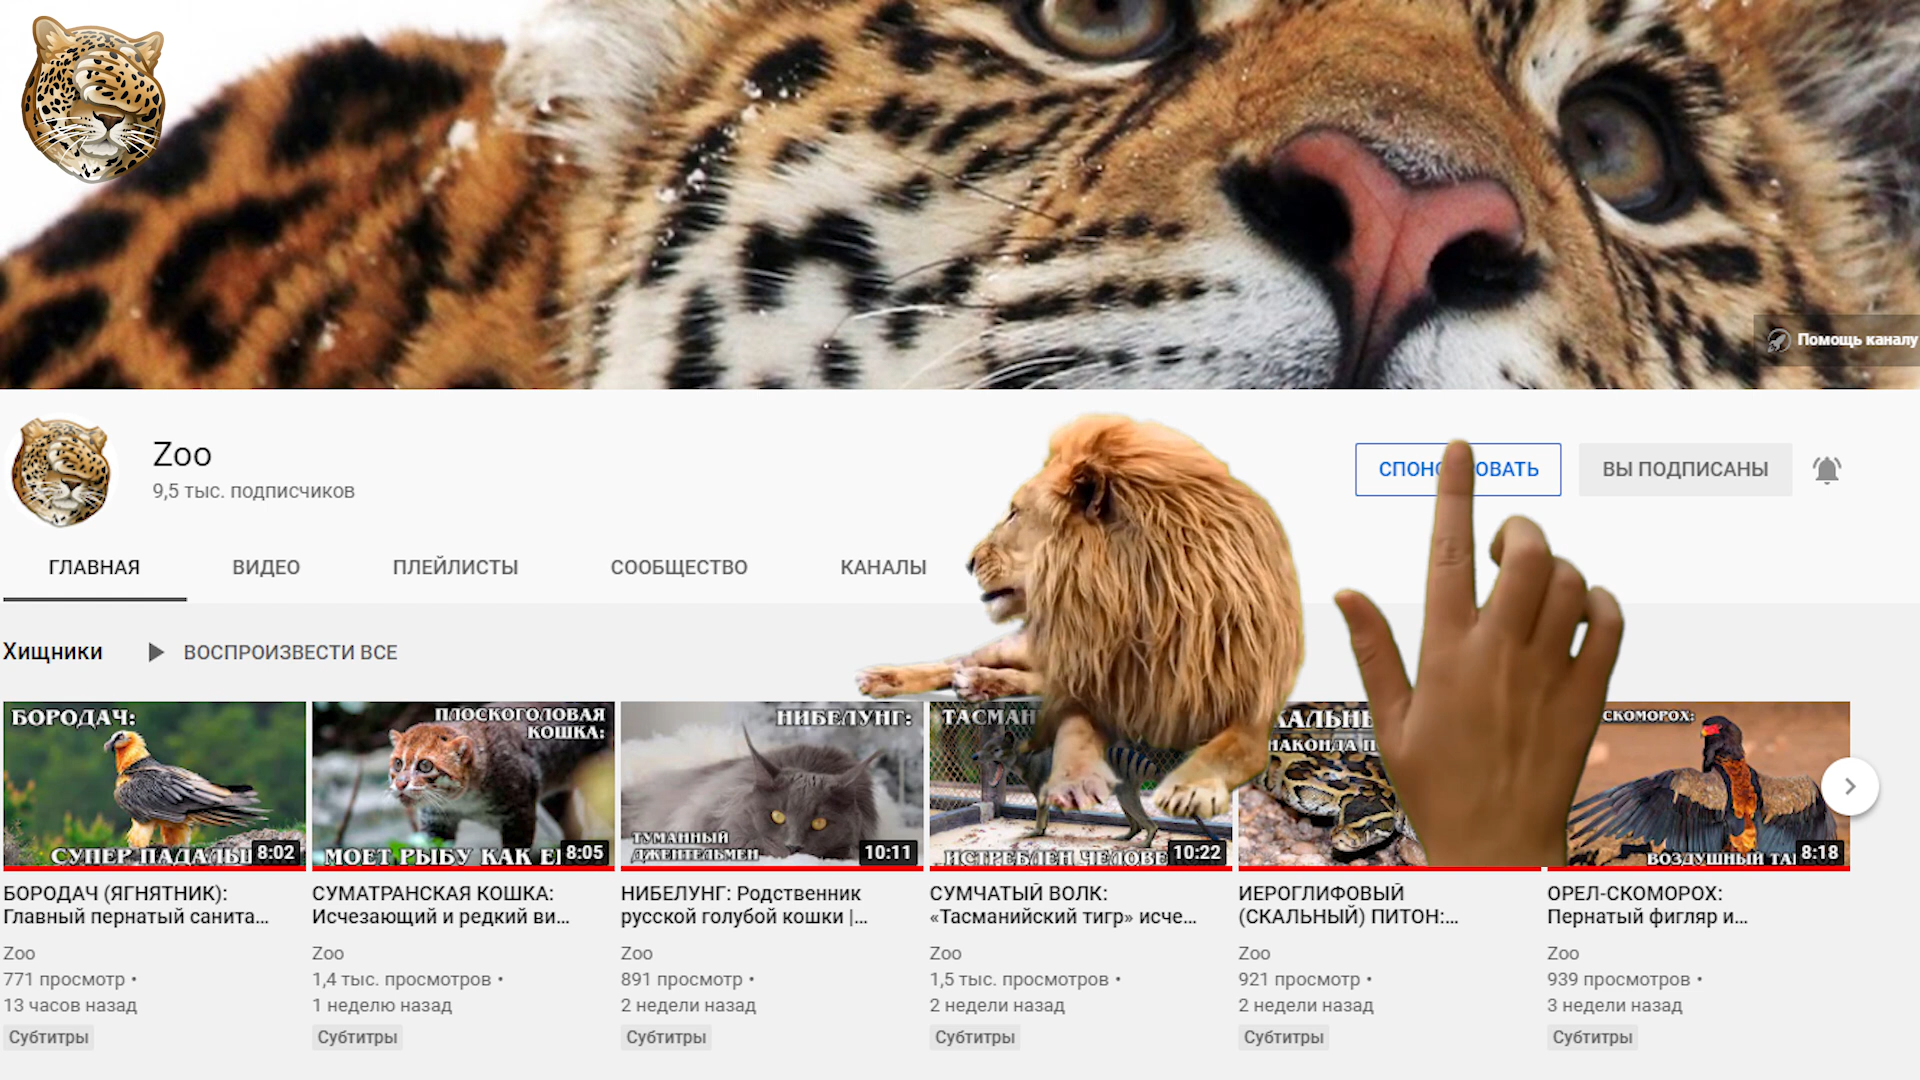 Помощь каналу
Zoo
9,5 тыс. подписчиков
ВЫ ПОДПИСАНЫ
ГЛАВНАЯ ВИДЕО ПЛЕЙЛИСТЫ СООБЩЕСТВО КАНАЛЫ
Хищники ВОСПРОИЗВЕСТИ ВСЕ
БОРОДАЧ:
8:02
ПЛОСКОГОЛОВАЯ
КОШКА:
МОЕТ РЫБУ КАК
8:05
НИБЕЛУНГ:
ТУМАННЫЙ
ДЖЕНТЕЛЬМЕН
10:11
10:22
СКОМОРОХ:
ВОЗДУШНЫЙ
8:18
БОРОДАЧ (ЯГНЯТНИК):
Главный пернатый санита...
Zoo
771 просмотр •
13 часов назад
Субтитры
СУМАТРАНСКАЯ КОШКА:
Исчезающий и редкий ви...
Zoo
1,4 тыс. просмотров •
1 неделю назад
Субтитры
НИБЕЛУНГ: Родственник
русской голубой кошки |...
Zoo
891 просмотр •
2 недели назад
Субтитры
СУМЧАТЫЙ ВОЛК:
«Тасманийский тигр» исче...
Zoo
1,5 тыс. просмотров •
2 недели назад
Субтитры
ИЕРОГЛИФОВЫЙ
(СКАЛЬНЫЙ) ПИТОН:...
Zoo
921 просмотр •
2 недели назад
Субтитры
ОРЕЛ-СКОМОРОХ:
Пернатый фигляр и...
Zoo
939 просмотров •
3 недели назад
Субтитры